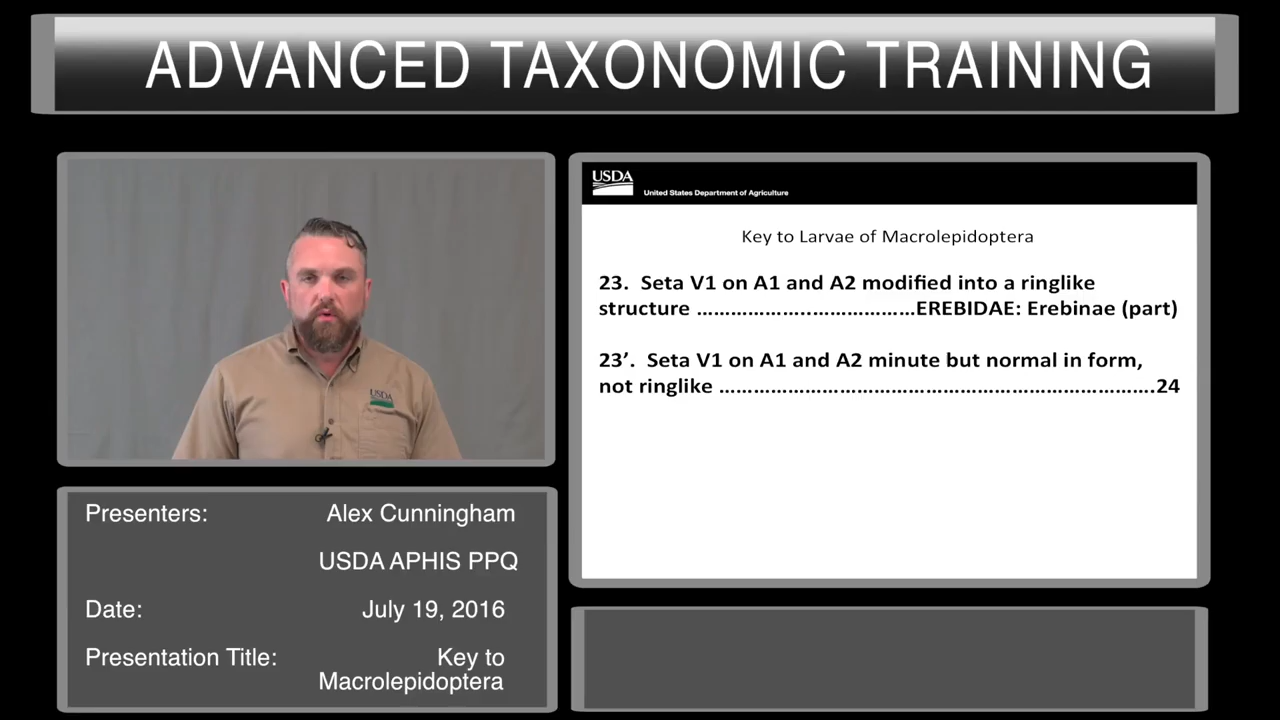 ADVANCED TAXONOMIC TRAINING
USDA
USDA
United States Department of Agriculture
Key to Larvae of Macrolepidoptera
23. Seta V1 on A1 and A2 modified into a ringlike
structure ……………….……………….EREBIDAE: Erebinae (part)
23’. Seta V1 on A1 and A2 minute but normal in form,
not ringlike …………………………………………………………………….24
Presenters: Alex Cunningham
USDA APHIS PPQ
Date: July 19, 2016
Presentation Title: Key to
Macrolepidoptera